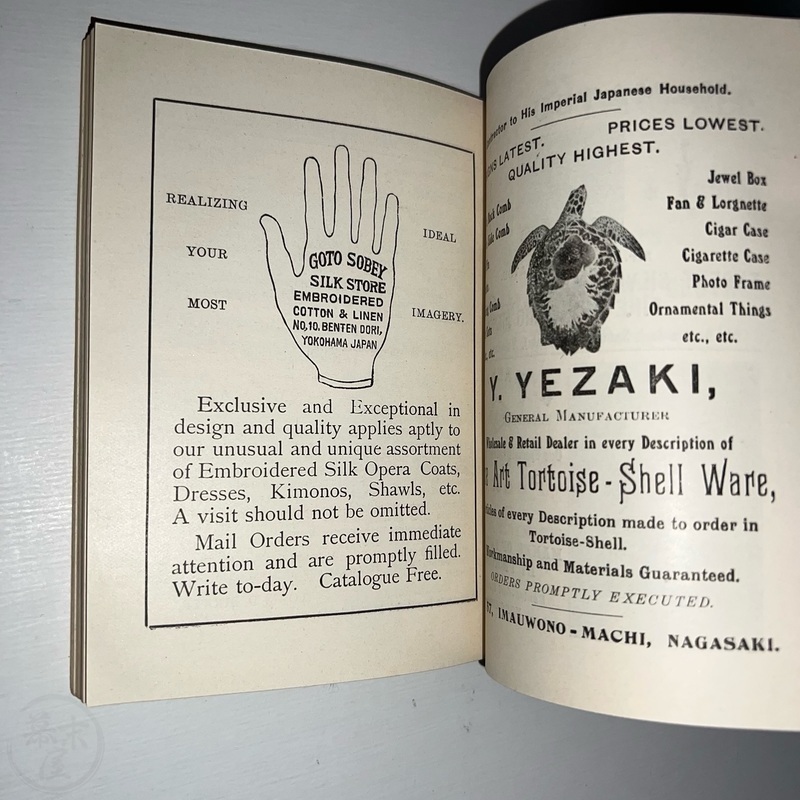 REALIZING
YOUR
MOST
IDEAL
IMAGERY.
GOTO SOBEY
SILK STORE
EMBROIDERED
COTTON & LINEN
NO,10. BENTEN DORI,
YOKOHAMA JAPAN
Exclusive and Exceptional in
design and quality applies aptly to
our unusual and unique assortment
of Embroidered Silk Opera Coats,
Dresses, Kimonos, Shawls, etc.
A visit should not be omitted.
Mail Orders receive immediate
attention and are promptly filled.
Write to-day. Catalogue Free.
to His Imperial Japanese Household.
PRICES LOWEST.
LATEST.
QUALITY HIGHEST.
Comb
Comb
Comb
etc.
Jewel Box
Fan & Lorgnette
Cigar Case
Cigarette Case
Photo Frame
Ornamental Things
etc., etc.
Y. YEZAKI,
GENERAL MANUFACTURER
& Retail Dealer in every Description of
Art Tortoise-Shell Ware,
of every Description made to order in
Tortoise-Shell.
and Materials Guaranteed.
ORDERS PROMPTLY EXECUTED.
IMAUWONO-MACHI, NAGASAKI.
幕末屋